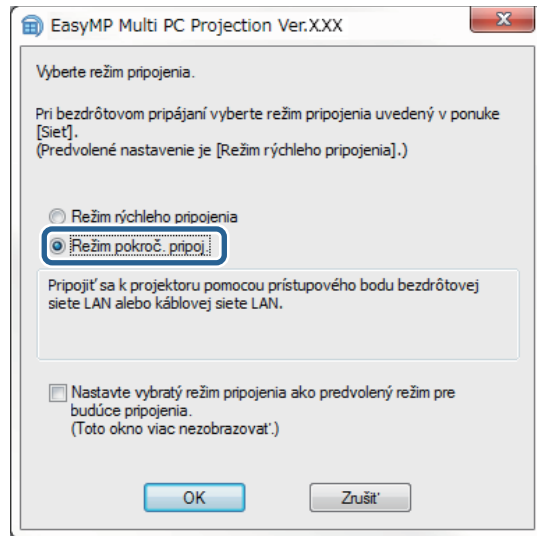 EasyMP Multi PC Projection Ver.XXX
Vyberte režim pripojenia.
Pri bezdrôtovom pripájaní vyberte režim pripojenia uvedený v ponuke
[Sieť].
(Predvolené nastavenie je [Režim rýchleho pripojenia].)
Režim rýchleho pripojenia
Režim pokroč. pripoj.
Pripojiť sa k projektoru pomocou prístupového bodu bezdrôtovej
siete LAN alebo káblovej siete LAN.
Nastavte vybratý režim pripojenia ako predvolený režim pre
budúce pripojenia.
(Toto okno viac nezobrazovať.)
OK
Zrušiť